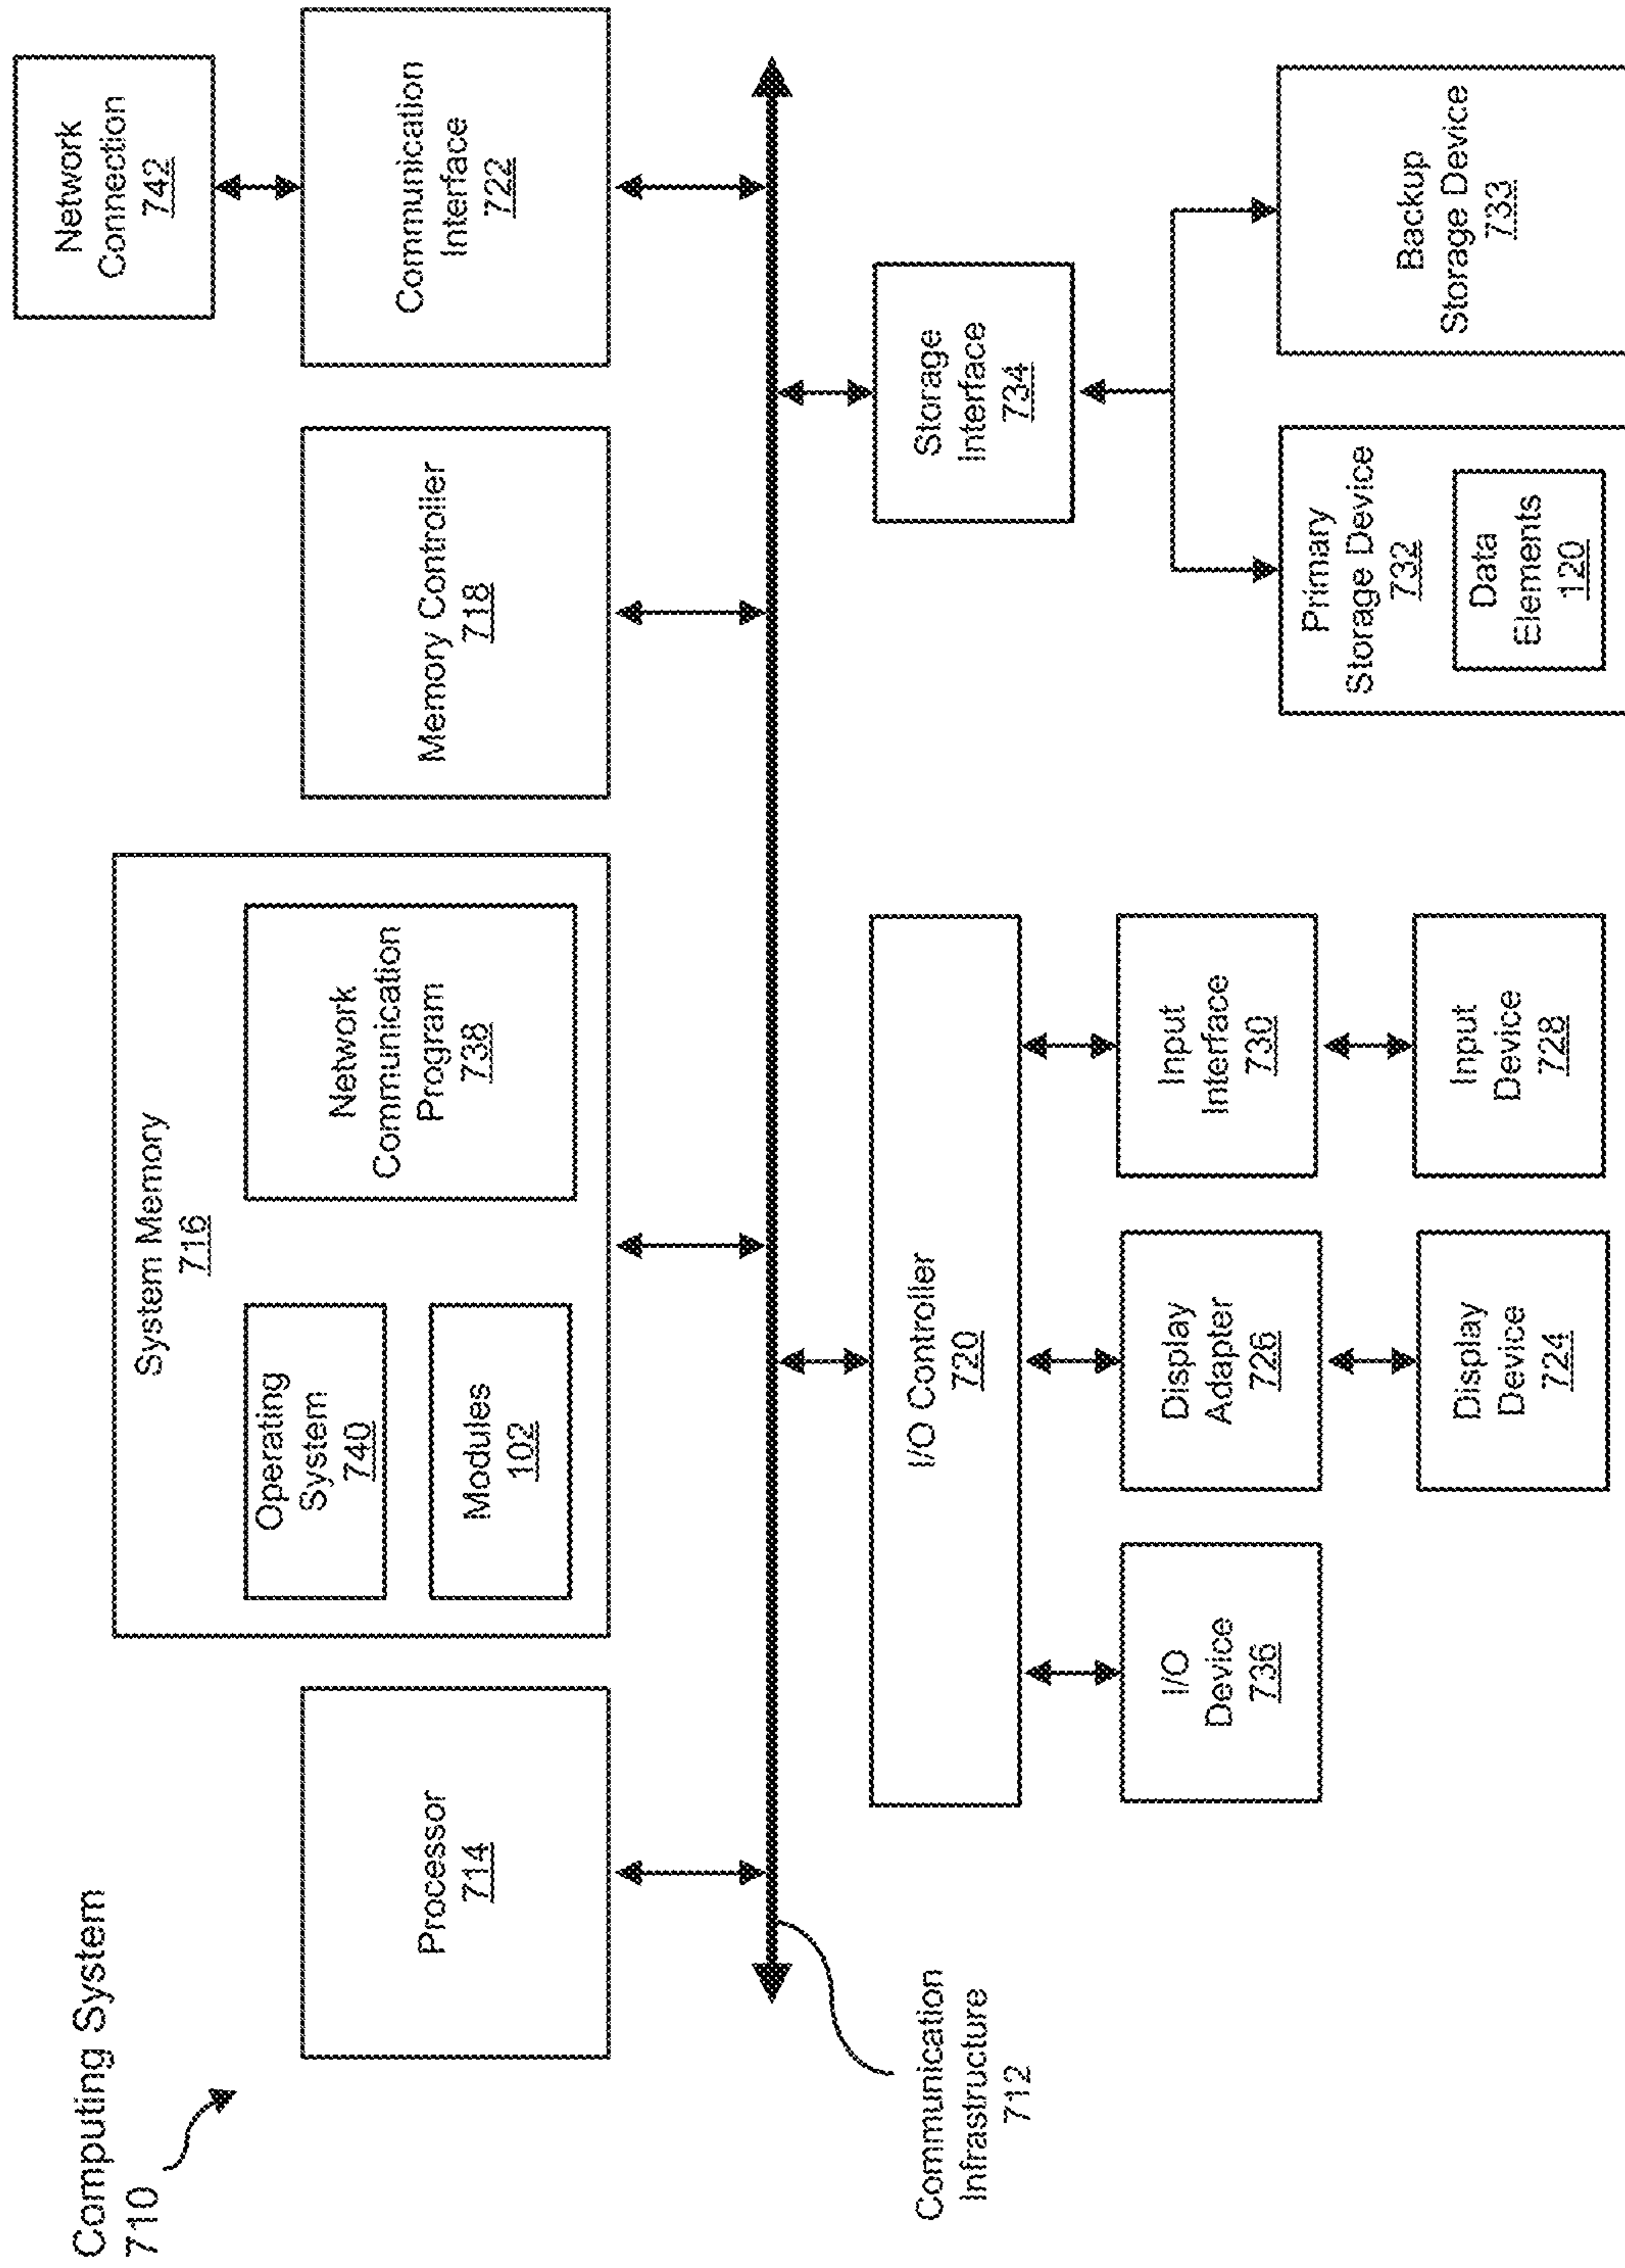 Computing System
710
Processor
714
System Memory
716
Operating
System
740
Modules
102
Network
Communication
Program
738
Memory Controller
718
Network
Connection
742
Communication
Interface
722
Communication
Infrastructure
712
I/O Controller
720
I/O
Device
736
Display
Adapter
726
Display
Device
724
Input
Interface
730
Input
Device
728
Storage
Interface
734
Primary
Storage Device
732
Data
Elements
120
Backup
Storage Device
733